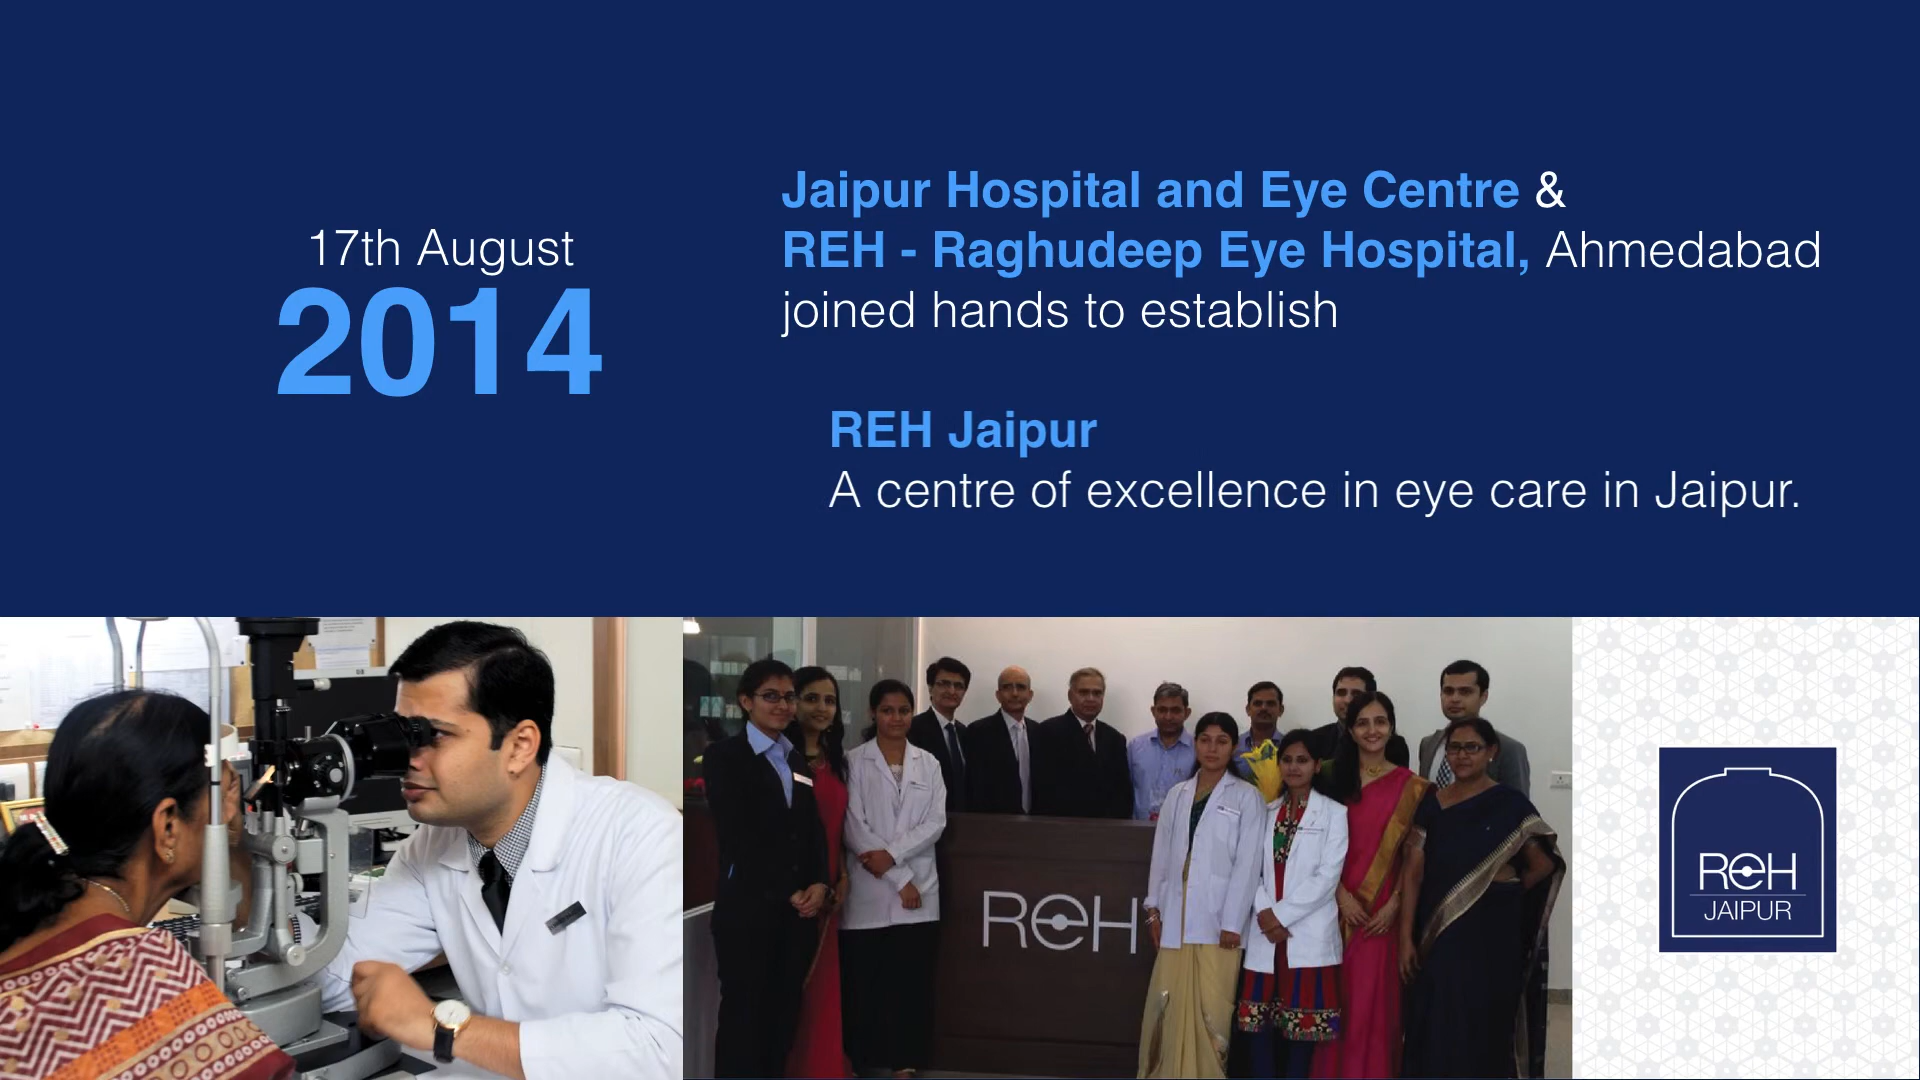 17th August
2014
Jaipur Hospital and Eye Centre &
REH - Raghudeep Eye Hospital, Ahmedabad
joined hands to establish
REH Jaipur
A centre of excellence in eye care in Jaipur.
REH
REH
JAIPUR